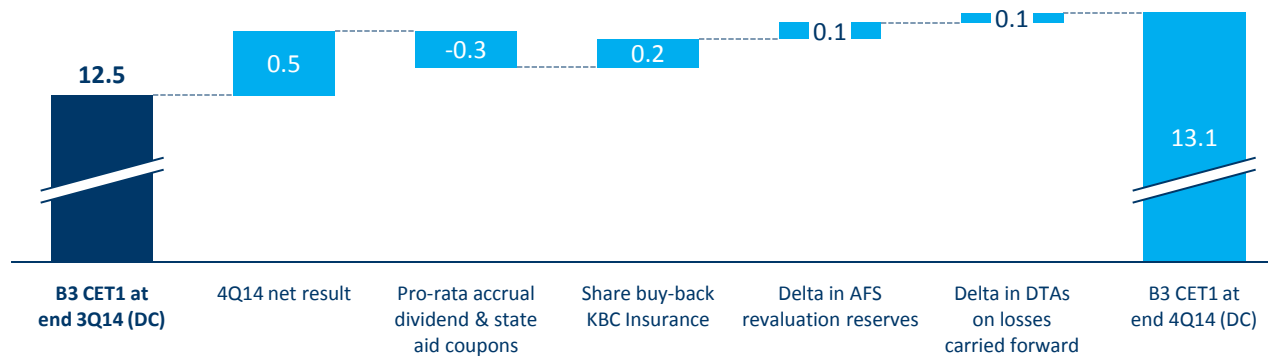 12.5
0.5
-0.3
0.2
0.1
0.1
13.1
B3 CET1 at
end 3Q14 (DC)
4Q14 net result
Pro-rata accrual
dividend & state
aid coupons
Share buy-back
KBC Insurance
Delta in AFS
revaluation reserves
Delta in DTAs
on losses
carried forward
B3 CET1 at
end 4Q14 (DC)